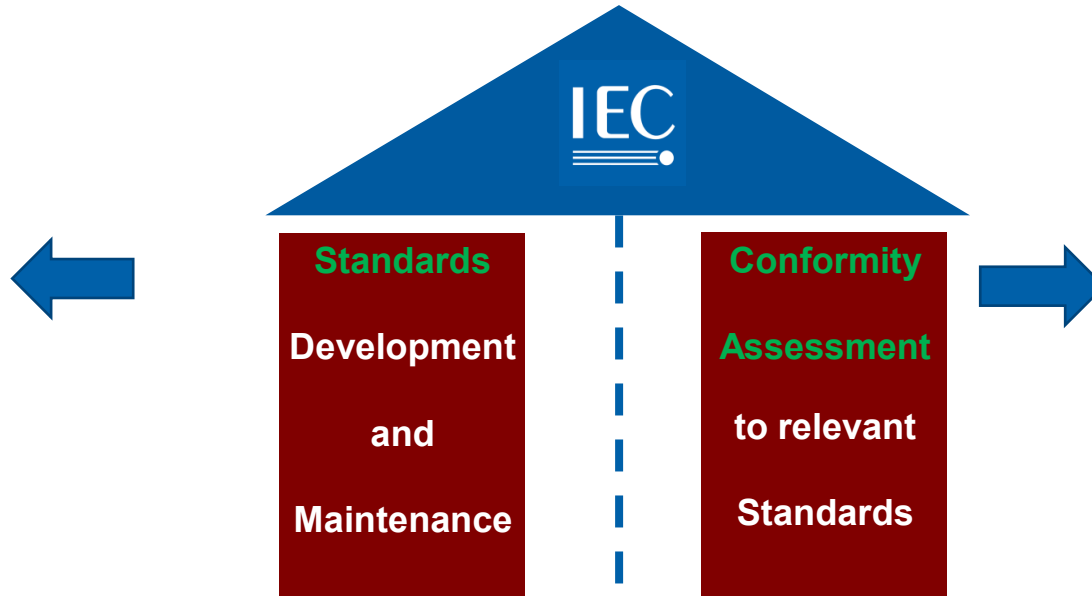 IEC
Standards
Development
and
Maintenance
Conformity
Assessment
to relevant
Standards